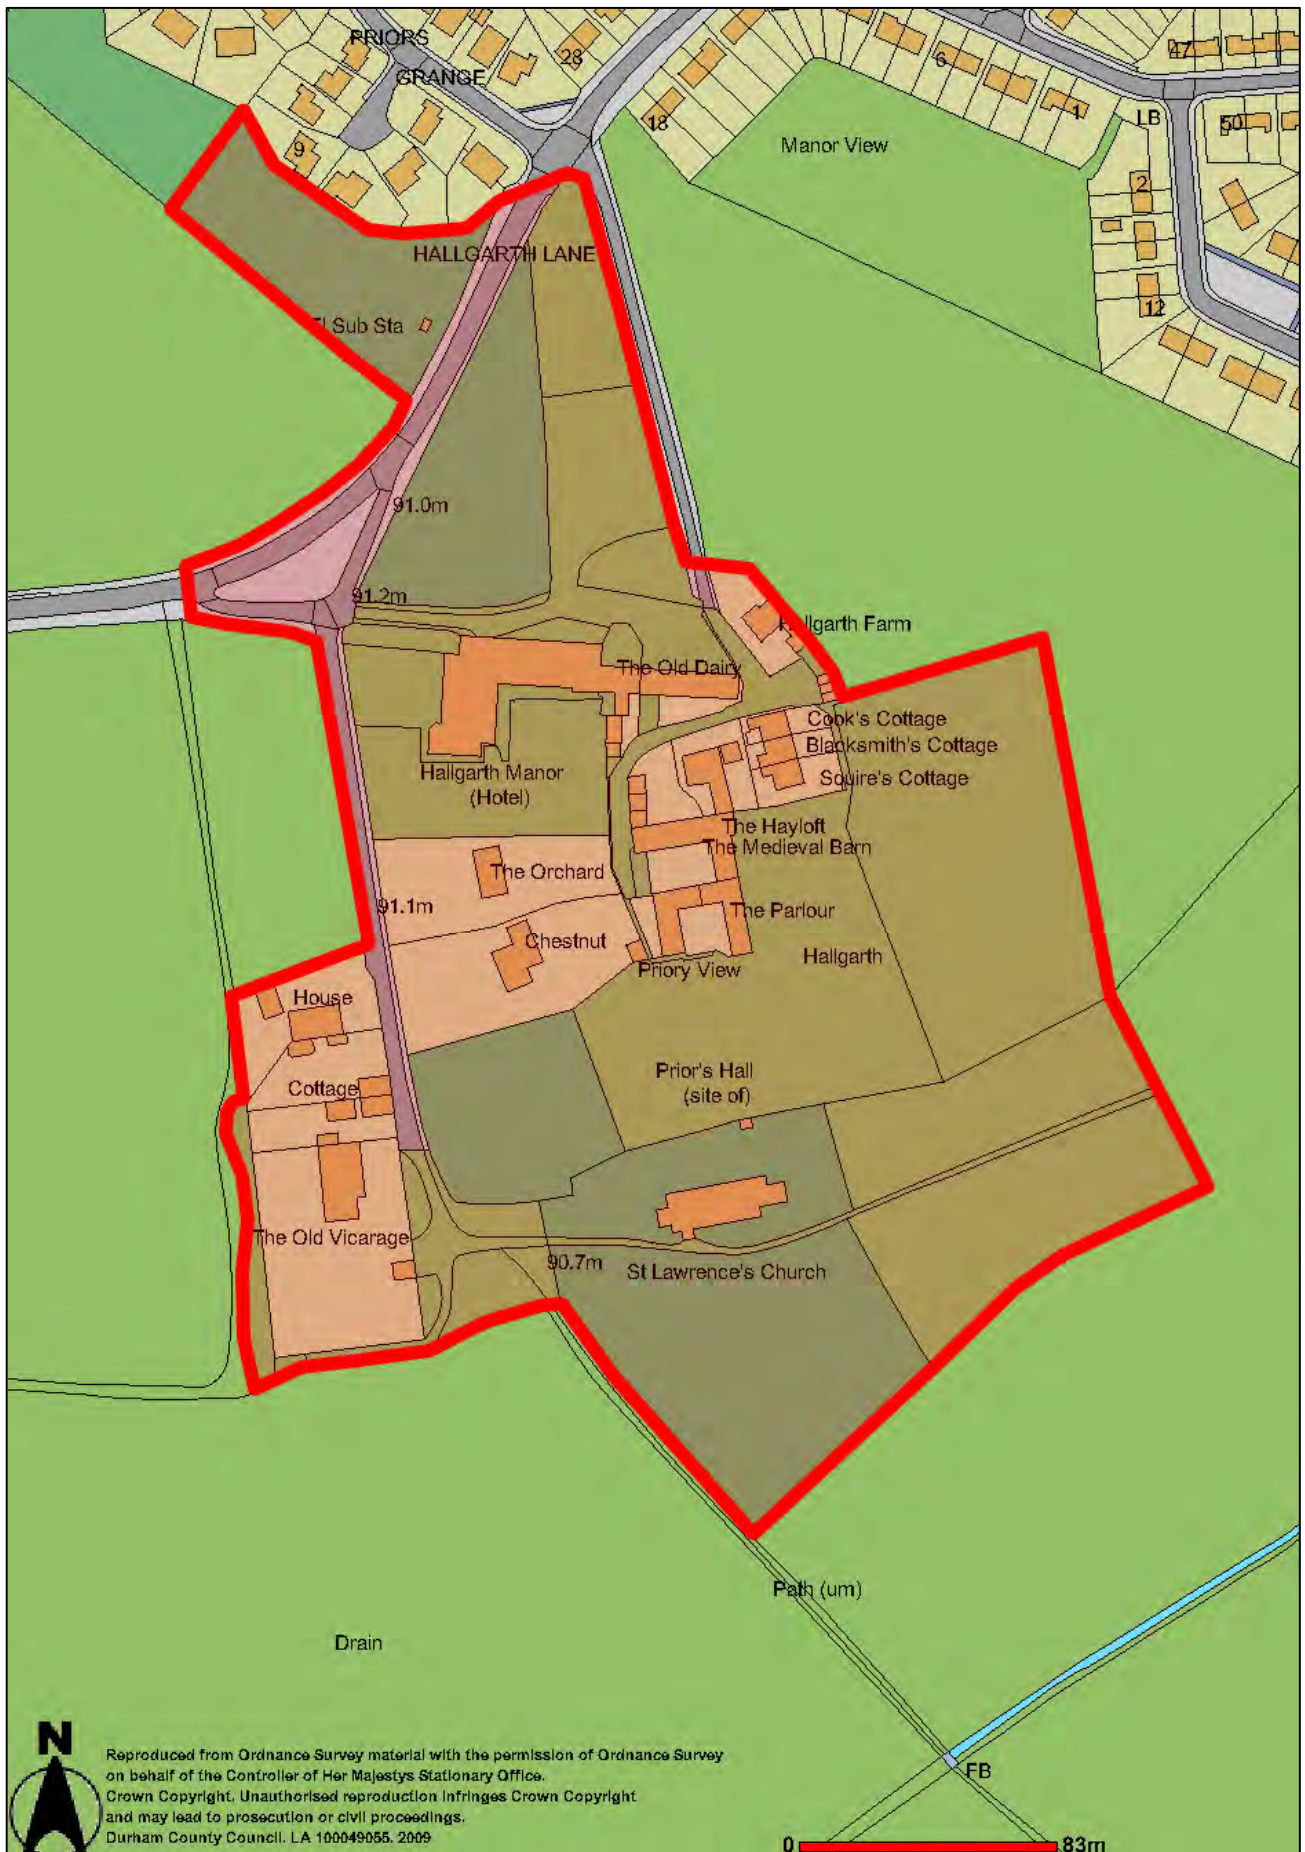 PRIORS
GRANGE
28
47
6
1
LB
50
18
9
Manor View
2
HALLGARTH LANE
12
El Sub Sta
91.0m
91.2m
Hallgarth Farm
The Old Dairy
Cook's Cottage
Blacksmith's Cottage
Squire's Cottage
Hallgarth Manor
(Hotel)
The Hayloft
The Medieval Barn
The Orchard
91.1m
The Parlour
Chestnut
Hallgarth
Priory View
House
Prior's Hall
(site of)
Cottage
The Old Vicarage
90.7m
St Lawrence's Church
Path (um)
Drain
FB
N
Reproduced from Ordnance Survey material with the permission of Ordnance Survey
on behalf of the Controller of Her Majestys Stationary Office.
Crown Copyright. Unauthorised reproduction infringes Crown Copyright
and may lead to prosecution or civil proceedings.
Durham County Council. LA 100049055. 2009
0 83m